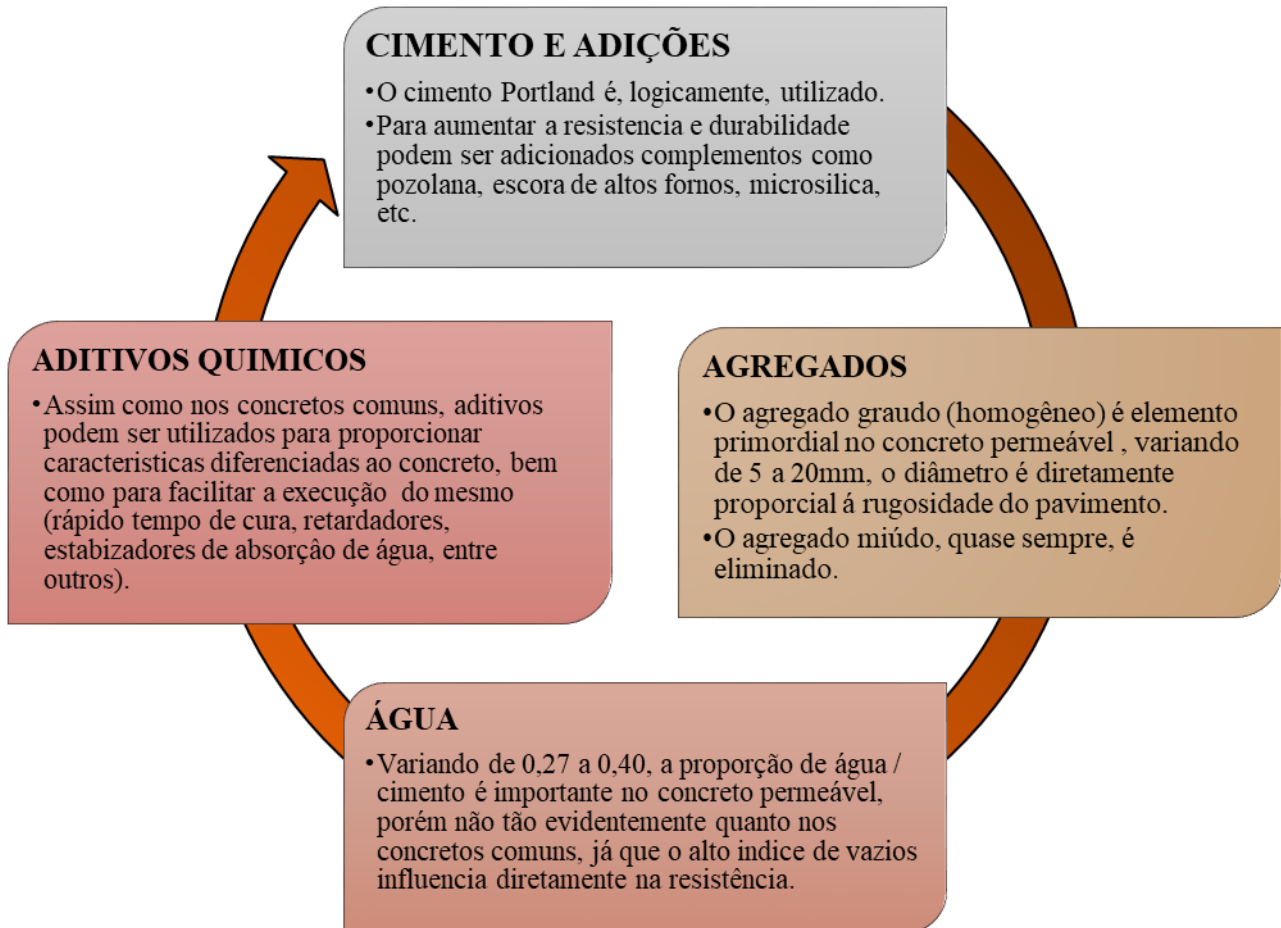 CIMENTO E ADIÇÕES
•O cimento Portland é, logicamente, utilizado.
•Para aumentar a resistencia e durabilidade
podem ser adicionados complementos como
pozolana, escora de altos fornos, microsilica,
etc.
AGREGADOS
•O agregado graudo (homogêneo) é elemento
primordial no concreto permeável , variando
de 5 a 20mm, o diâmetro é diretamente
proporcial á rugosidade do pavimento.
•O agregado miúdo, quase sempre, é
eliminado.
ÁGUA
•Variando de 0,27 a 0,40, a proporção de água /
cimento é importante no concreto permeável,
porém não tão evidentemente quanto nos
concretos comuns, já que o alto indice de vazios
influencia diretamente na resistência.
ADITIVOS QUIMICOS
•Assim como nos concretos comuns, aditivos
podem ser utilizados para proporcionar
caracteristicas diferenciadas ao concreto, bem
como para facilitar a execução do mesmo
(rápido tempo de cura, retardadores,
estabizadores de absorçâo de água, entre
outros).